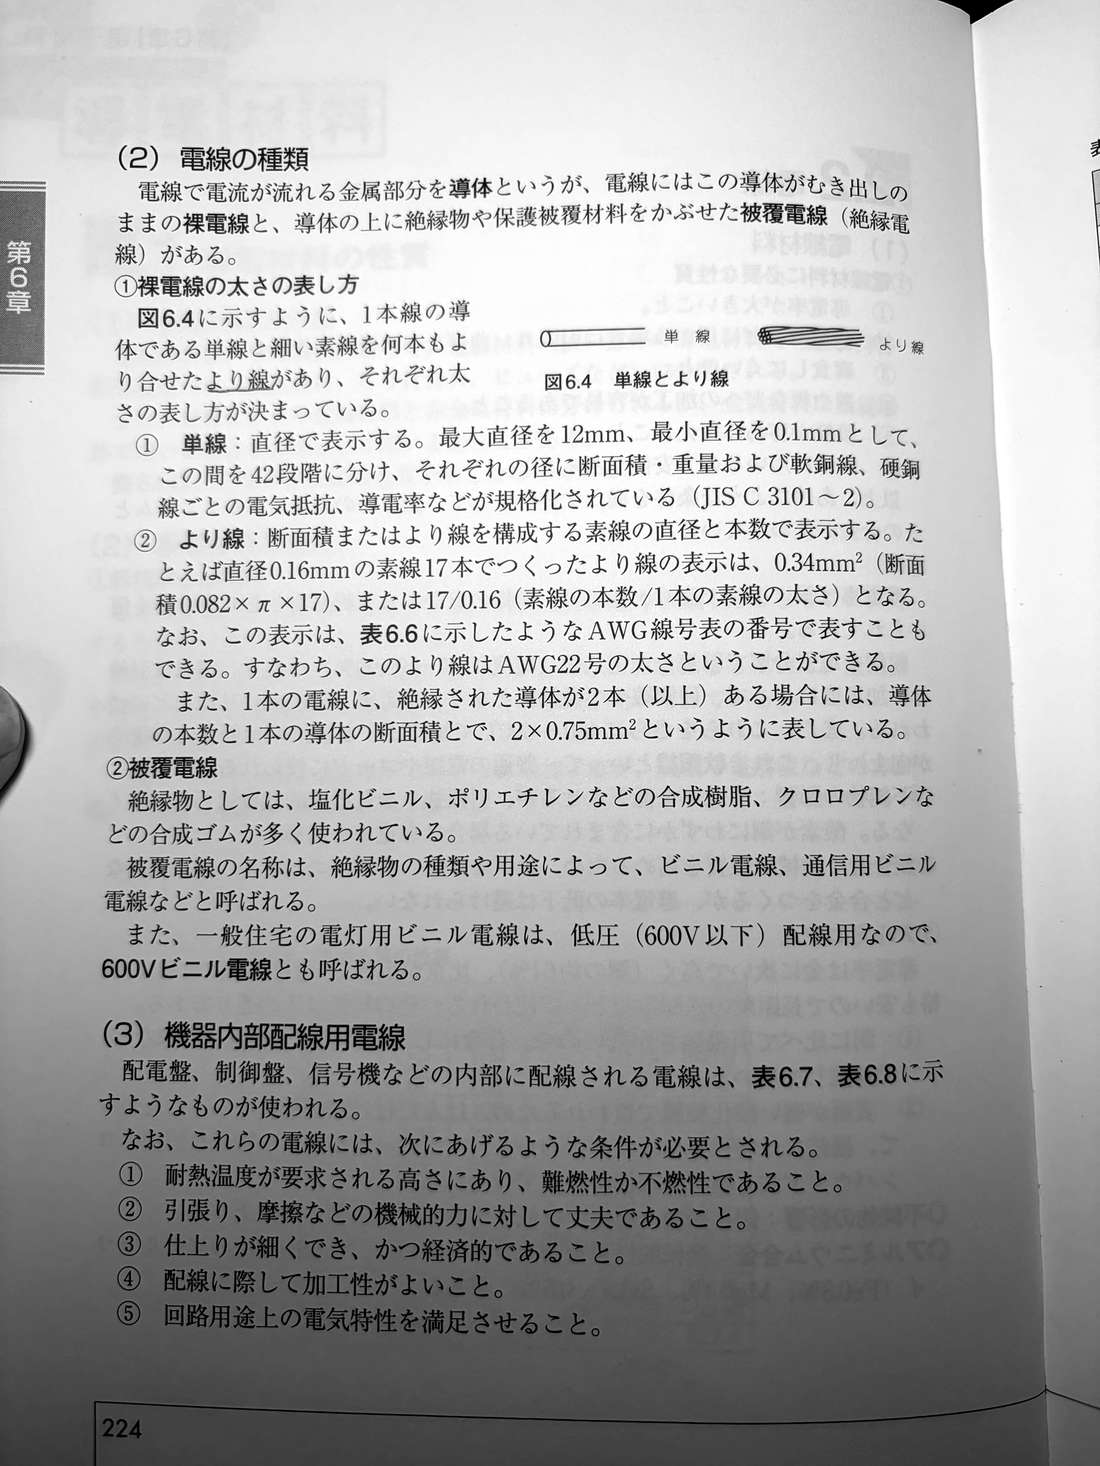 (2) 電線の種類
電線で電流が流れる金属部分を導体というが、電線にはこの導体がむき出しの
ままの裸電線と、導体の上に絶縁物や保護被覆材料をかぶせた被覆電線（絶縁電
線）がある。
①裸電線の太さの表し方
図6.4に示すように、1本線の導
体である単線と細い素線を何本もよ
り合せたより線があり、それぞれ太
さの表し方が決まっている。
単 線
より線
図6.4 単線とより線
① 単線：直径で表示する。最大直径を12mm、最小直径を0.1mmとして、
この間を42段階に分け、それぞれの径に断面積・重量および軟銅線、硬銅
線ごとの電気抵抗、導電率などが規格化されている（JIS C 3101～2）。
② より線：断面積またはより線を構成する素線の直径と本数で表示する。た
とえば直径0.16mmの素線17本でつくったより線の表示は、0.34mm²（断面
積0.082×π×17）、または17/0.16（素線の本数/1本の素線の太さ）となる。
なお、この表示は、表6.6に示したようなAWG線号表の番号で表すことも
できる。すなわち、このより線はAWG22号の太さということができる。
また、1本の電線に、絶縁された導体が2本（以上）ある場合には、導体
の本数と1本の導体の断面積とで、2×0.75mm²というように表している。
②被覆電線
絶縁物としては、塩化ビニル、ポリエチレンなどの合成樹脂、クロロプレンな
どの合成ゴムが多く使われている。
被覆電線の名称は、絶縁物の種類や用途によって、ビニル電線、通信用ビニル
電線などと呼ばれる。
また、一般住宅の電灯用ビニル電線は、低圧（600V以下）配線用なので、
600Vビニル電線とも呼ばれる。
(3) 機器内部配線用電線
配電盤、制御盤、信号機などの内部に配線される電線は、表6.7、表6.8に示
すようなものが使われる。
なお、これらの電線には、次にあげるような条件が必要とされる。
① 耐熱温度が要求される高さにあり、難燃性か不燃性であること。
② 引張り、摩擦などの機械的力に対して丈夫であること。
③ 仕上りが細くでき、かつ経済的であること。
④ 配線に際して加工性がよいこと。
⑤ 回路用途上の電気特性を満足させること。
第6章
224
表